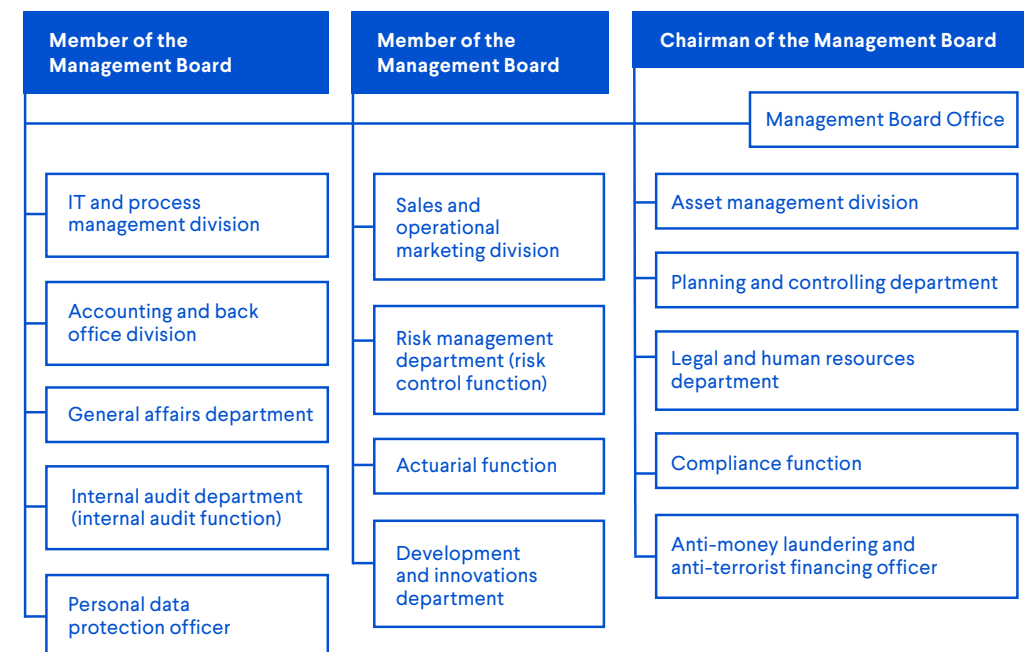 Member of the
Management Board
Member of the
Management Board
Chairman of the Management Board
Management Board Office
IT and process
management division
Accounting and back
office division
General affairs department
Internal audit department
(internal audit function)
Personal data
protection officer
Sales and
operational
marketing division
Risk management
department (risk
control function)
Actuarial function
Development
and innovations
department
Asset management division
Planning and controlling department
Legal and human resources
department
Compliance function
Anti-money laundering and
anti-terrorist financing officer